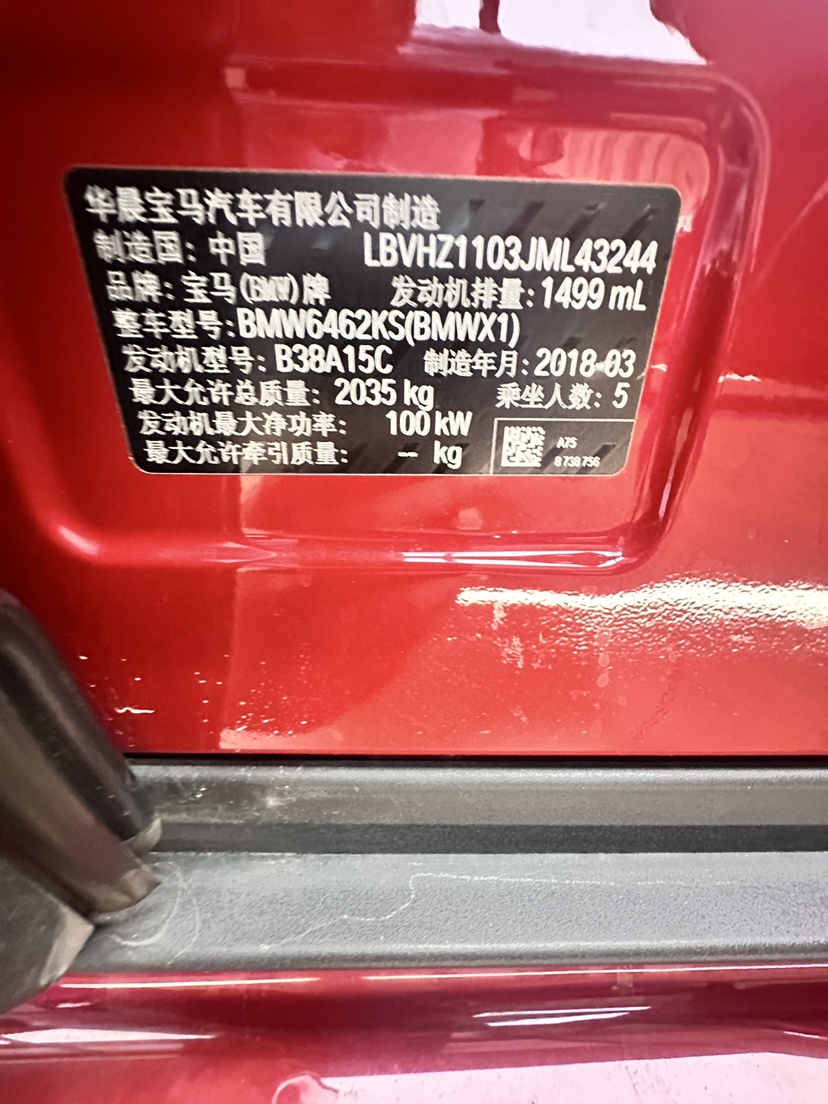 华晨宝马汽车有限公司制造
制造国：中国 LBVHZ1103JML43244
品牌：宝马(BMW)牌 发动机排量：1499 mL
整车型号：BMW6462KS(BMWX1)
发动机型号：B38A15C 制造年月：2018-03
最大允许总质量：2035 kg 乘坐人数：5
发动机最大净功率：100 kW
最大允许牵引质量：-- kg
A7S
8 738 756